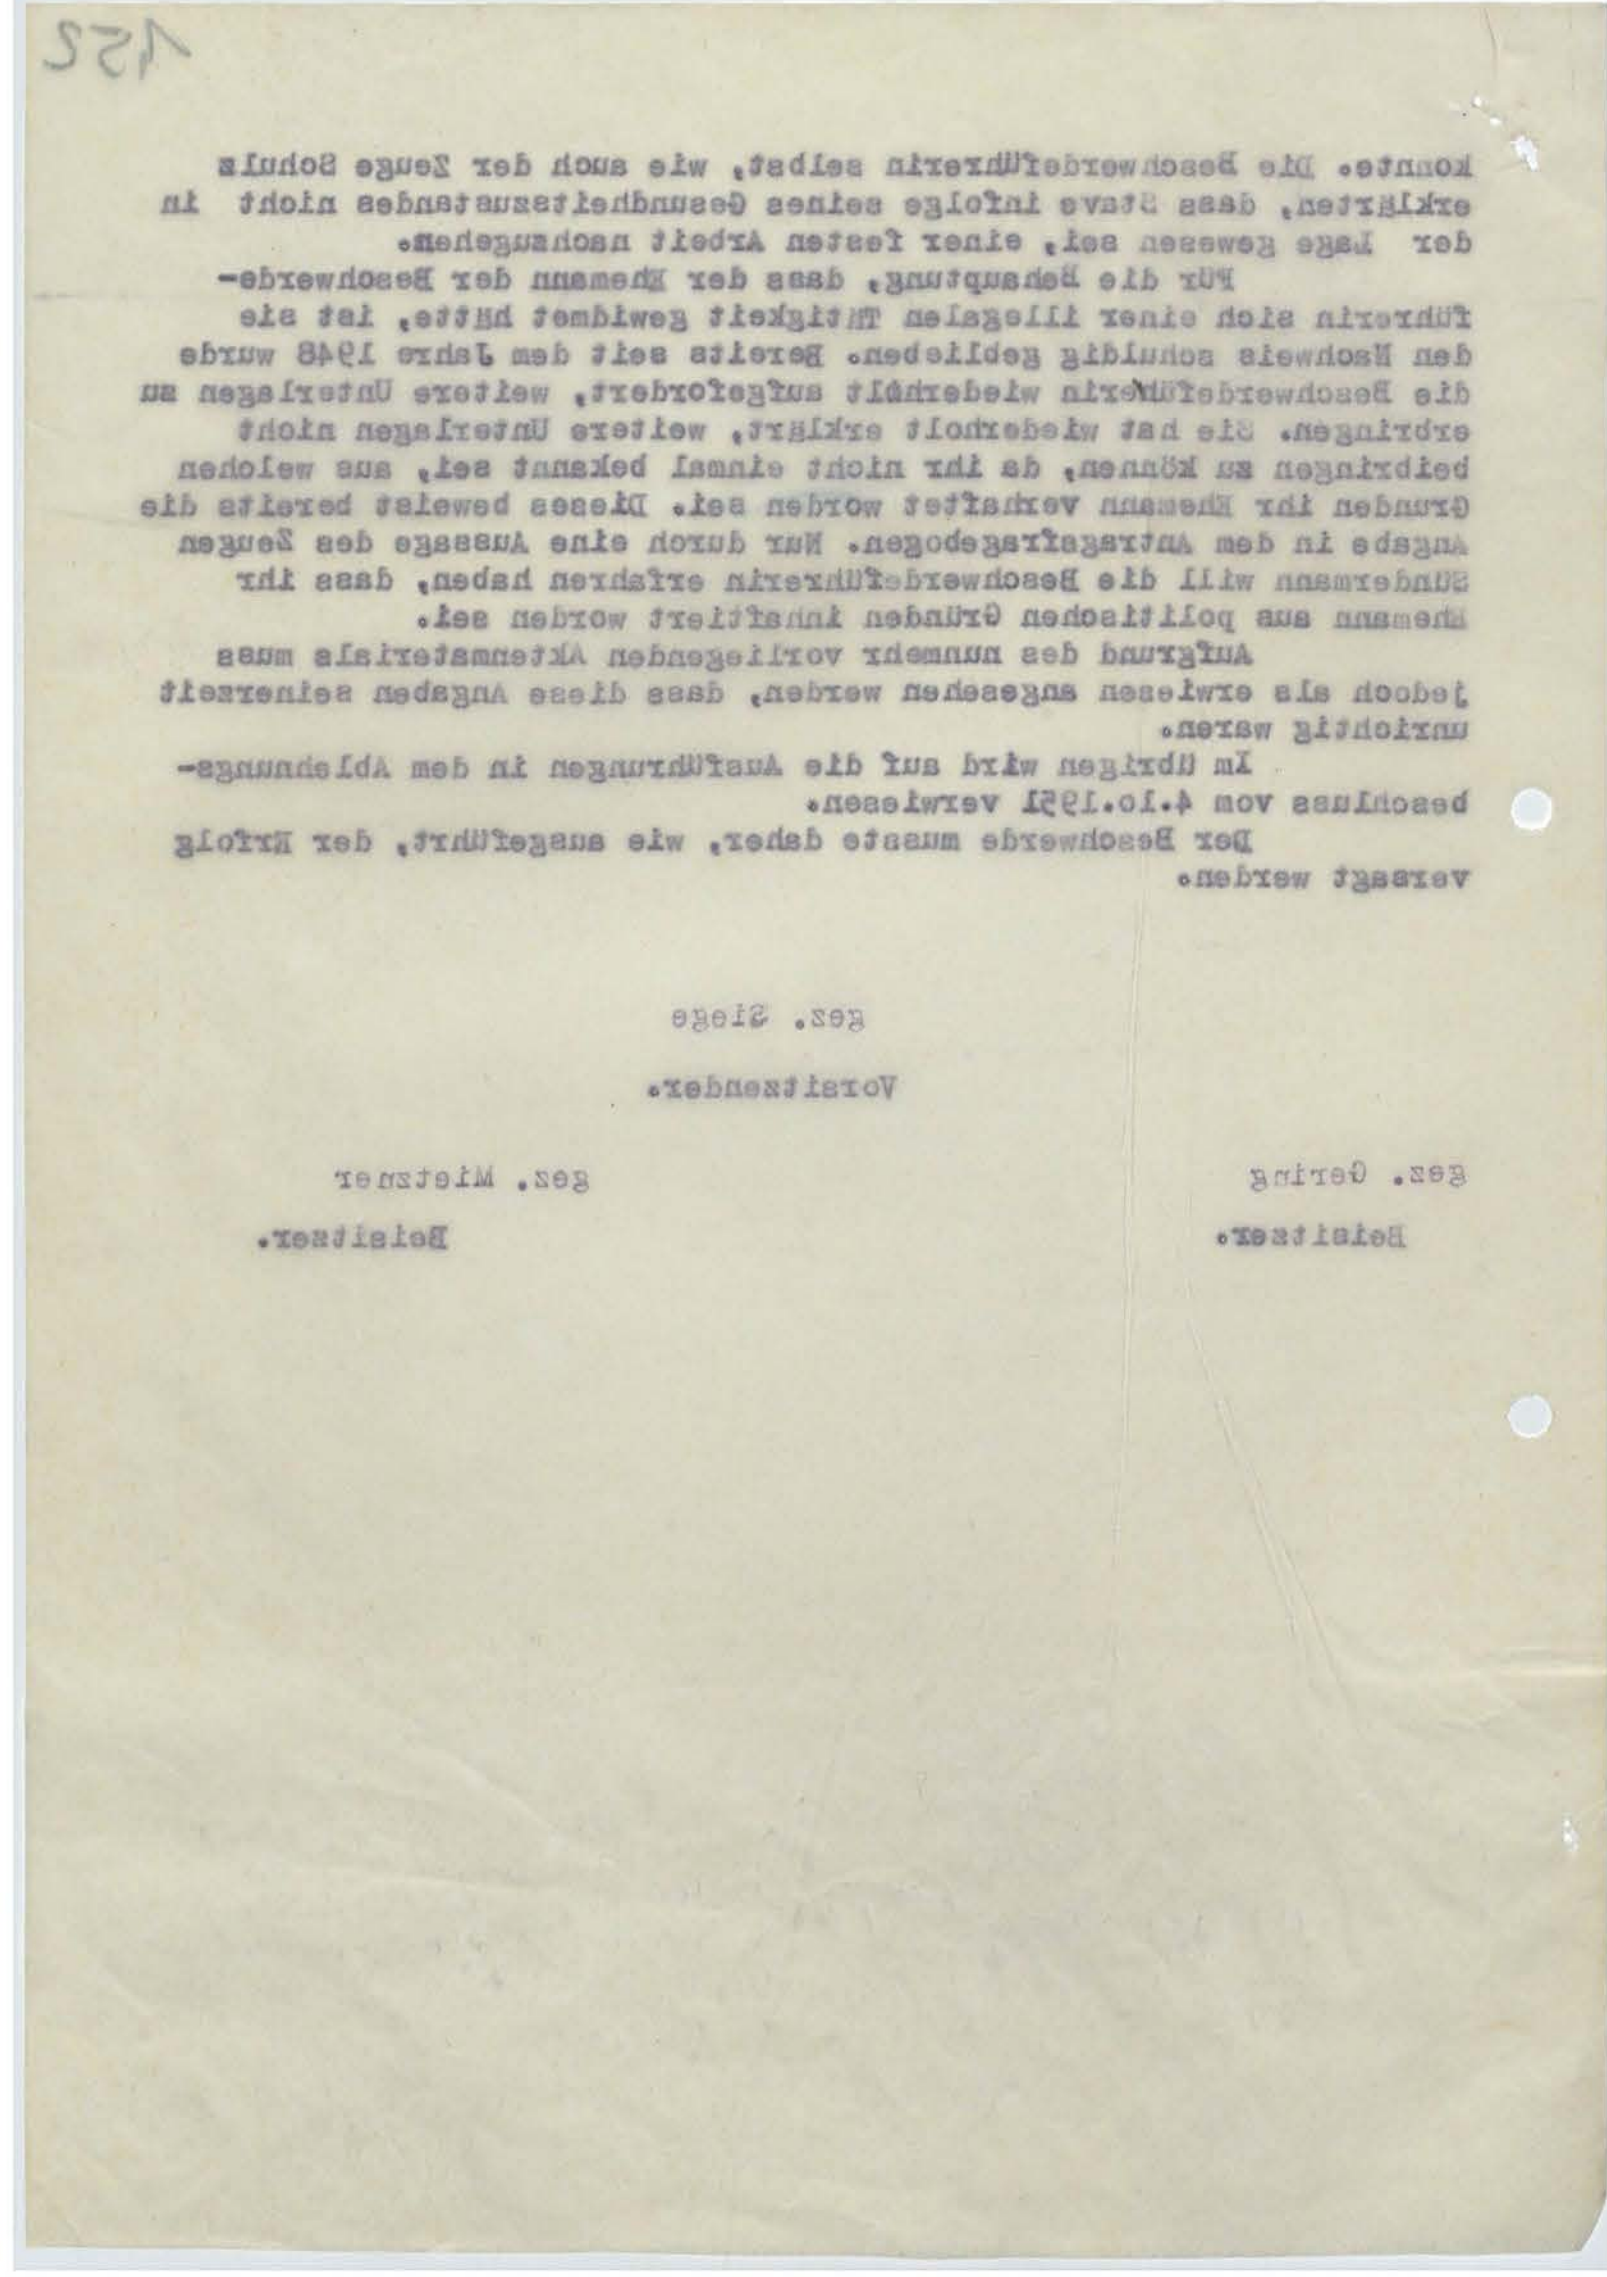 152
konnte. Die Beschwerdeführerin selbst, wie auch der Zeuge Schulz
erklärten, dass Stave infolge seines Gesundheitszustandes nicht in
der Lage gewesen sei, einer festen Arbeit nachzugehen.
Für die Behauptung, dass der Ehemann der Beschwerde-
führerin sich einer illegalen Tätigkeit gewidmet hätte, ist sie
den Nachweis schuldig geblieben. Bereits seit dem Jahre 1948 wurde
die Beschwerdeführerin wiederholt aufgefordert, weitere Unterlagen zu
erbringen. Sie hat wiederholt erklärt, weitere Unterlagen nicht
beibringen zu können, da ihr nicht einmal bekannt sei, aus welchen
Grunden ihr Ehemann verhaftet worden sei. Dieses beweist bereits die
Angabe in dem Antragsfragebogen. Nur durch eine Aussage des Zeugen
Sündermann will die Beschwerdeführerin erfahren haben, dass ihr
Ehemann aus politischen Gründen inhaftiert worden sei.
Aufgrund des nunmehr vorliegenden Aktenmaterials muss
jedoch als erwiesen angesehen werden, dass diese Angaben seinerzeit
unrichtig waren.
Im übrigen wird auf die Ausführungen in dem Ablehnungs-
beschluss vom 4.10.1951 verwiesen.
Der Beschwerde musste daher, wie ausgeführt, der Erfolg
versagt werden.
gez. Siege
Vorsitzender.
gez. Gering gez. Mietzner
Beisitzer. Beisitzer.